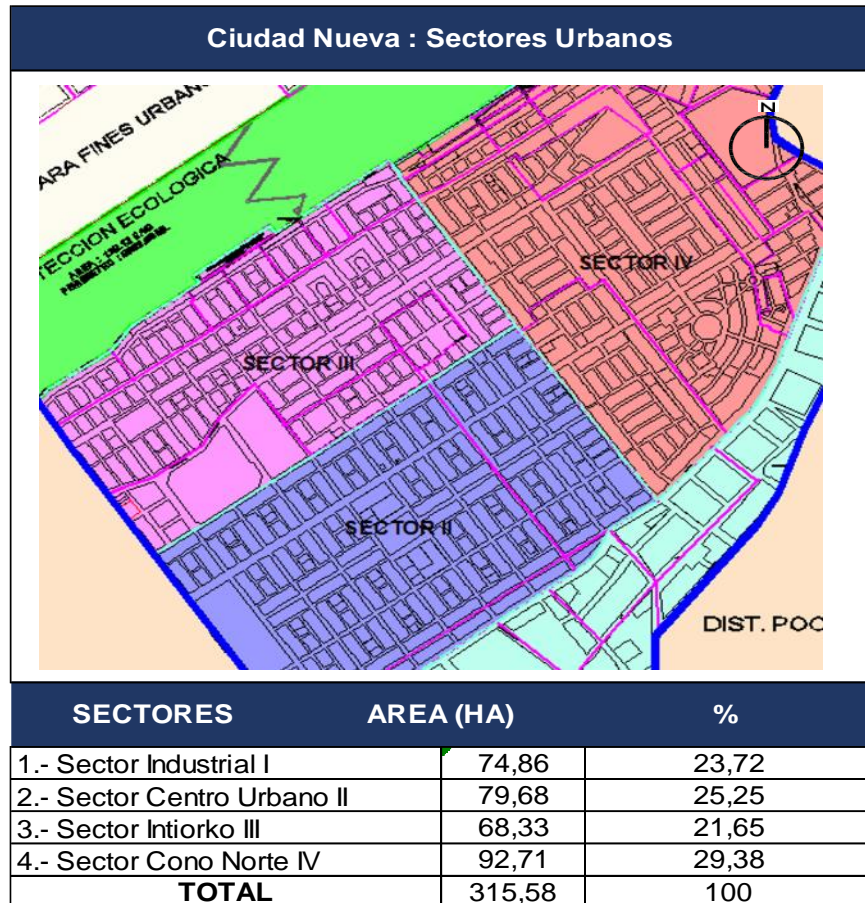 Ciudad Nueva : Sectores Urbanos
ARA FINES URBAN
TECCION ECOLOGICA
N
SECTOR IV
SECTOR III
SECTOR II
DIST. POC
SECTORES AREA (HA) %
1.- Sector Industrial I 74,86 23,72
2.- Sector Centro Urbano II 79,68 25,25
3.- Sector Intiorko III 68,33 21,65
4.- Sector Cono Norte IV 92,71 29,38
TOTAL 315,58 100